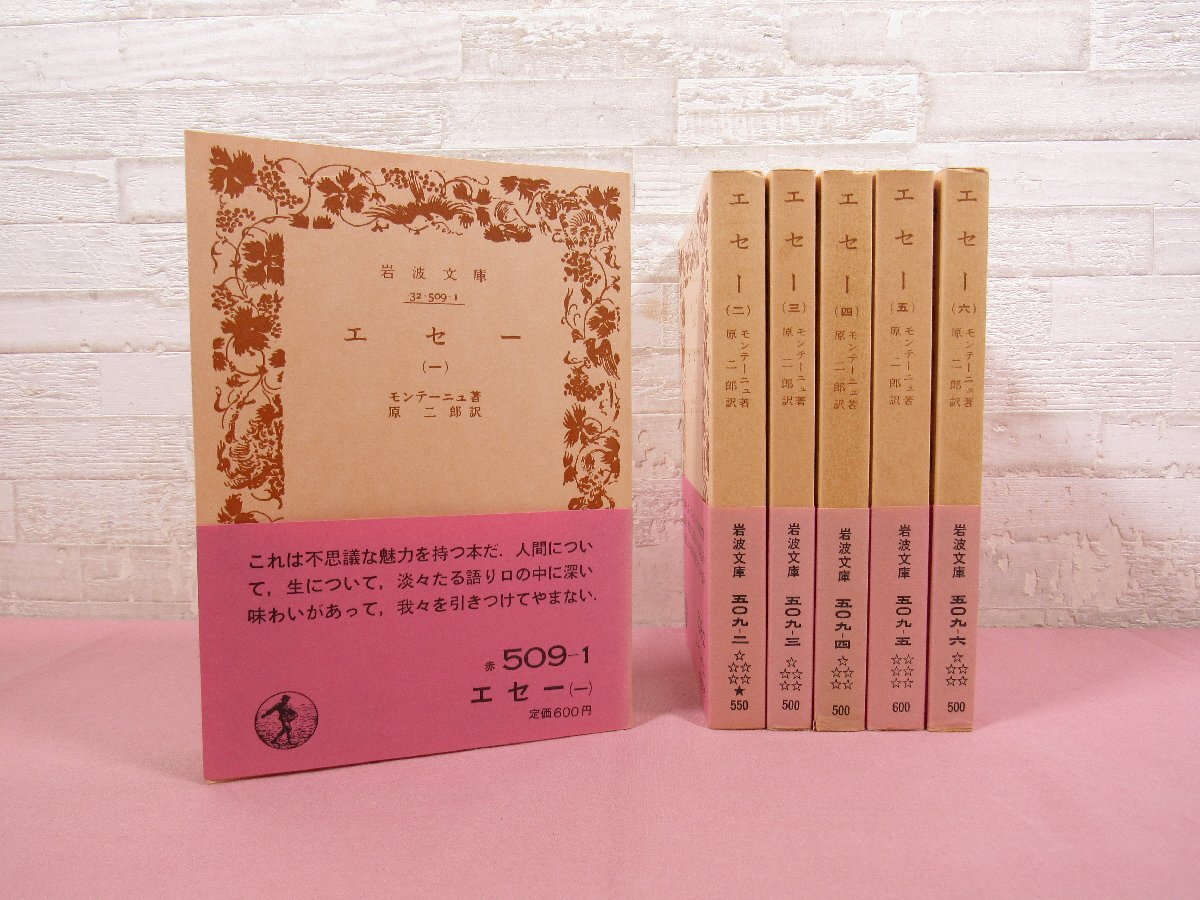 岩波文庫
32-509-1
エセー
(一)
モンテーニュ著
原二郎訳
これは不思議な魅力を持つ本だ．人間につい
て，生について，淡々たる語り口の中に深い
味わいがあって，我々を引きつけてやまない．
赤 509-1
エセー(一)
定価600円
エセー(二)
モンテーニュ著
原二郎訳
岩波文庫 五〇九-二
☆☆☆☆☆★
550
エセー(三)
モンテーニュ著
原二郎訳
岩波文庫 五〇九-三
☆☆☆☆☆
500
エセー(四)
モンテーニュ著
原二郎訳
岩波文庫 五〇九-四
☆☆☆☆☆
500
エセー(五)
モンテーニュ著
原二郎訳
岩波文庫 五〇九-五
☆☆☆☆☆☆
600
エセー(六)
モンテーニュ著
原二郎訳
岩波文庫 五〇九-六
☆☆☆☆☆
500